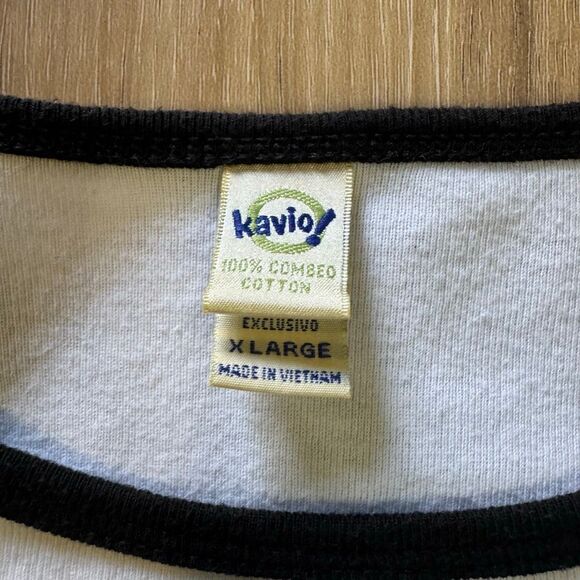 kavio!
100% COMBED
COTTON
EXCLUSIVO
X LARGE
MADE IN VIETNAM